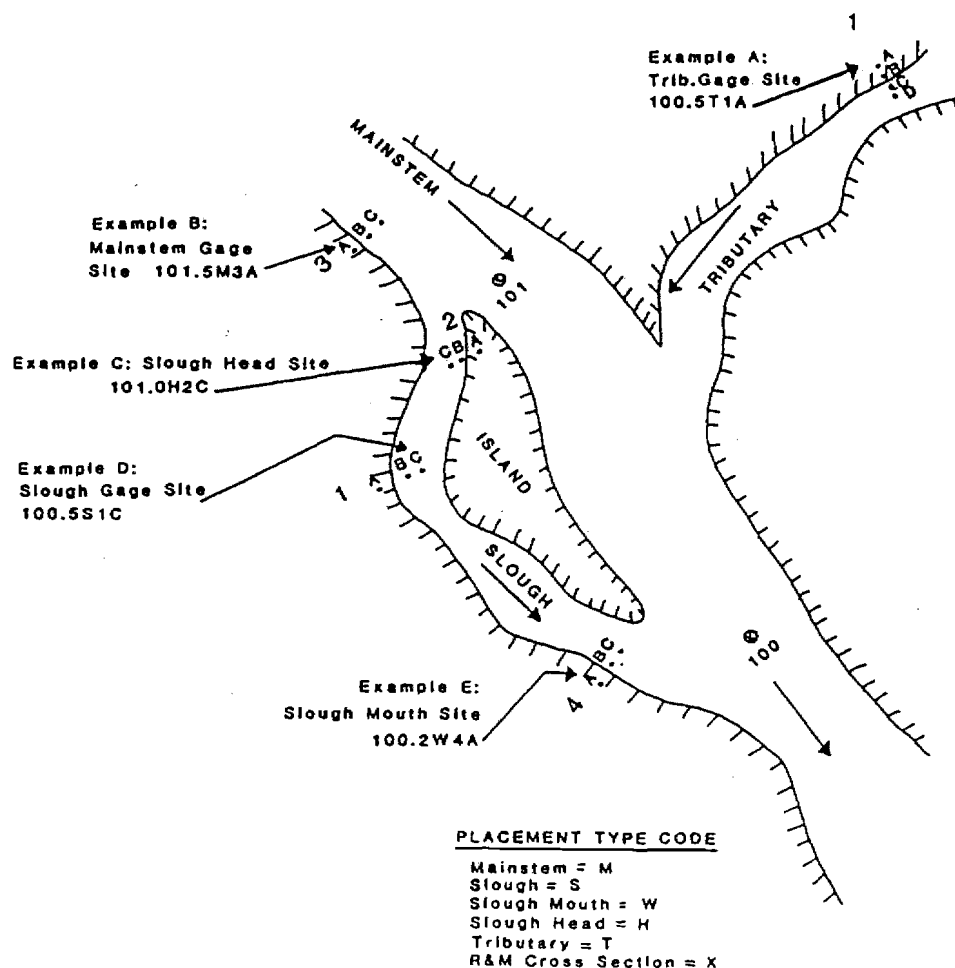 1
Example A:
Trib.Gage Site
100.5T1A
A
B
C
D
MAINSTEM
TRIBUTARY
Example B:
Mainstem Gage
Site 101.5M3A
3
A
B
C
101
2
Example C: Slough Head Site
101.0H2C
C B A
ISLAND
Example D:
Slough Gage Site
100.5S1C
1
A
B
C
SLOUGH
100
Example E:
Slough Mouth Site
100.2W4A
4
A
B
C
PLACEMENT TYPE CODE
Mainstem = M
Slough = S
Slough Mouth = W
Slough Head = H
Tributary = T
R&M Cross Section = X